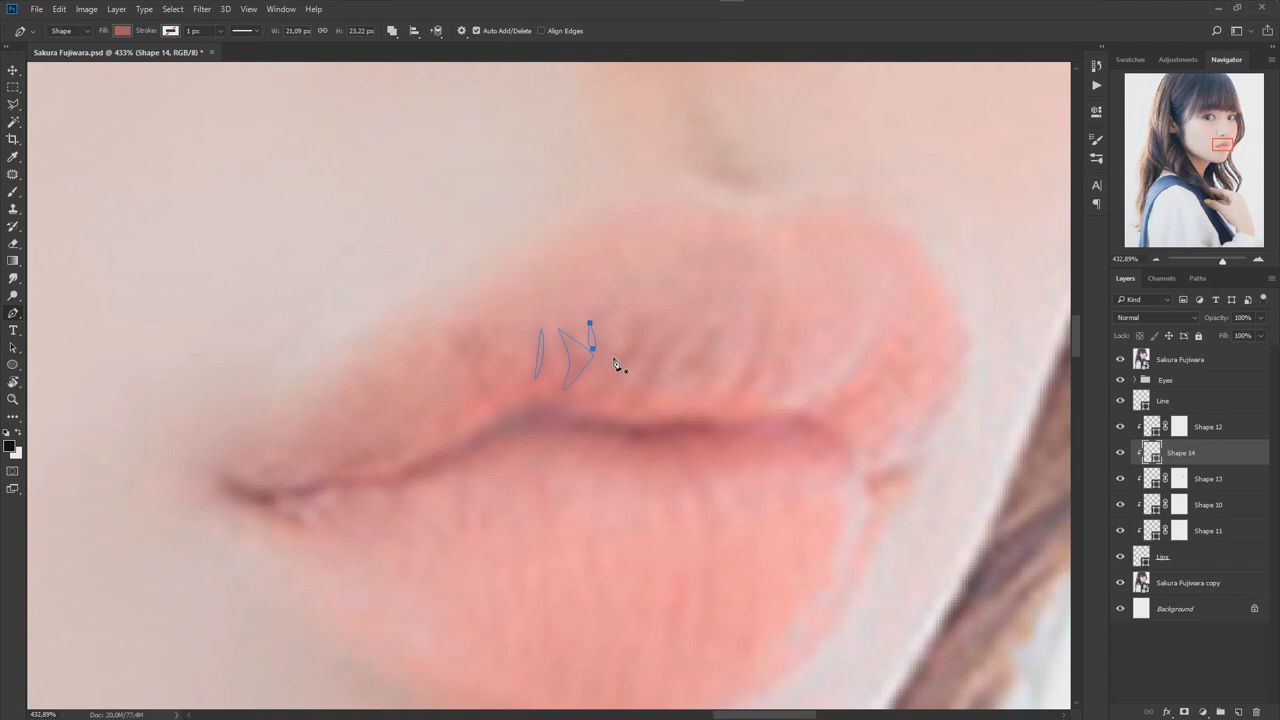 Ps File Edit Image Layer Type Select Filter 3D View Window Help
Shape Fill: Stroke: 1 px W: 21,09 px H: 23,22 px Auto Add/Delete Align Edges
Sakura Fujiwara.psd @ 433% (Shape 14, RGB/8) * ×
Swatches Adjustments Navigator
432,89%
Layers Channels Paths
Kind
Normal Opacity: 100%
Lock: Fill: 100%
Sakura Fujiwara
Eyes
Line
Shape 12
Shape 14
Shape 13
Shape 10
Shape 11
Lips
Sakura Fujiwara copy
Background
432,89% Doc: 20,0M/77,4M